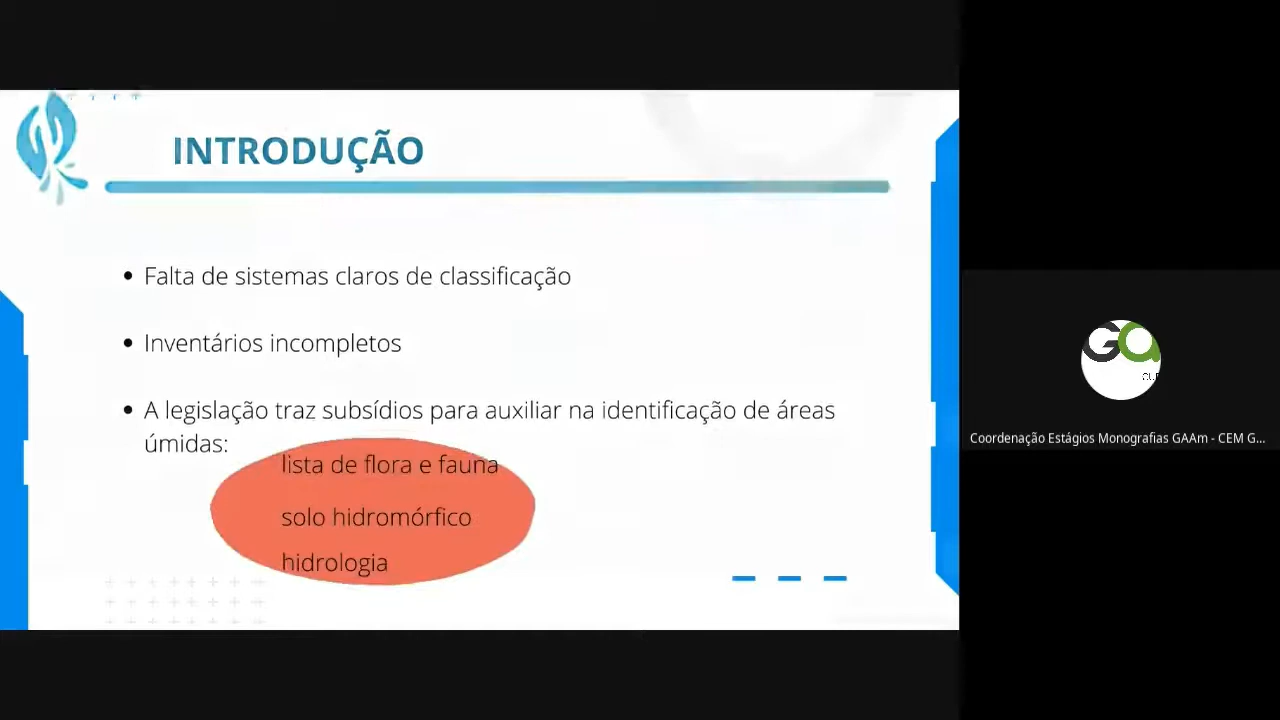 INTRODUÇÃO
• Falta de sistemas claros de classificação
• Inventários incompletos
• A legislação traz subsídios para auxiliar na identificação de áreas
úmidas:
lista de flora e fauna
solo hidromórfico
hidrologia
Coordenação Estágios Monografias GAAm - CEM G...